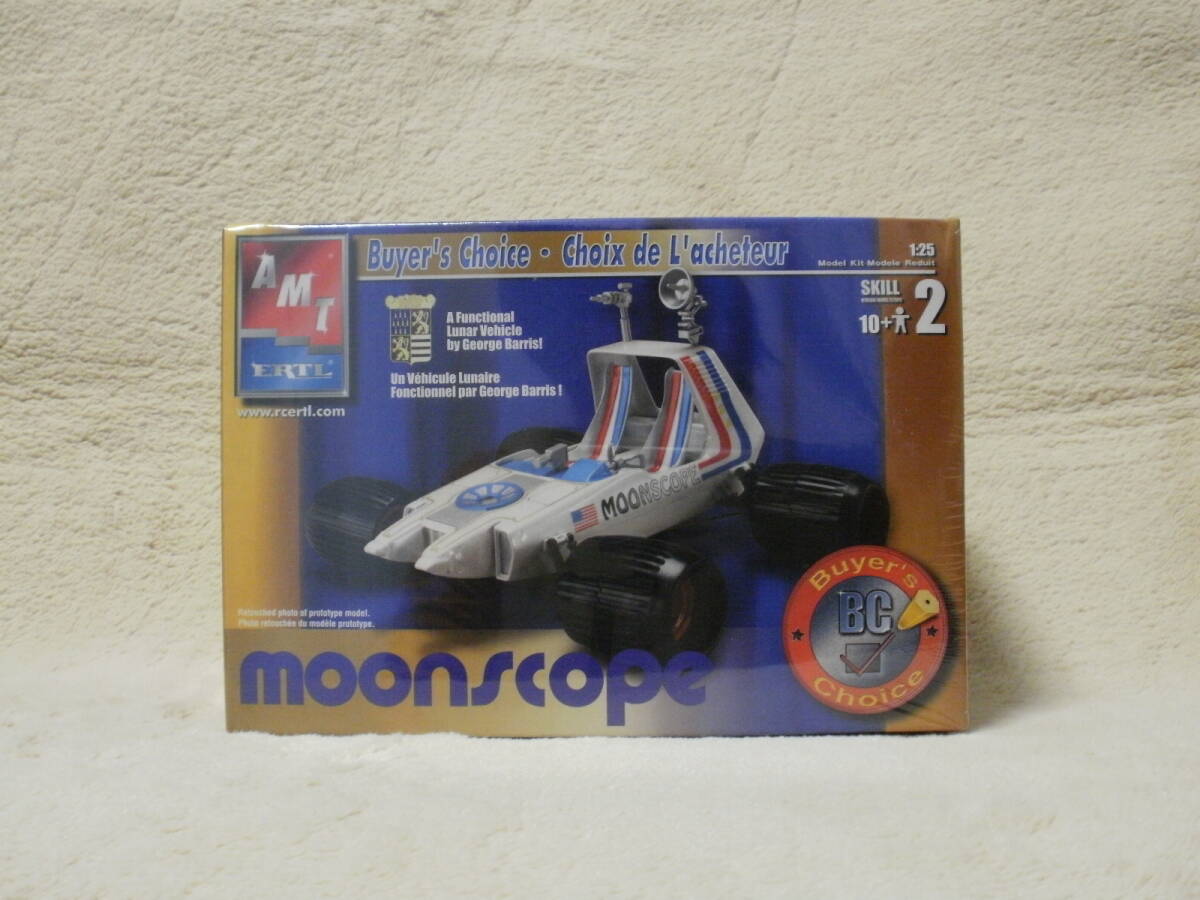 AMT
ERTL
www.rcertl.com
Buyer's Choice • Choix de L'acheteur
1:25
Model Kit-Modele Reduit
SKILL
2
10+
A Functional
Lunar Vehicle
by George Barris!
Un Véhicule Lunaire
Fonctionnel par George Barris !
MOONSCOPE
Retouched photo of prototype model.
Photo retouchée du modèle prototype.
moonscope
Buyer's
BC
Choice